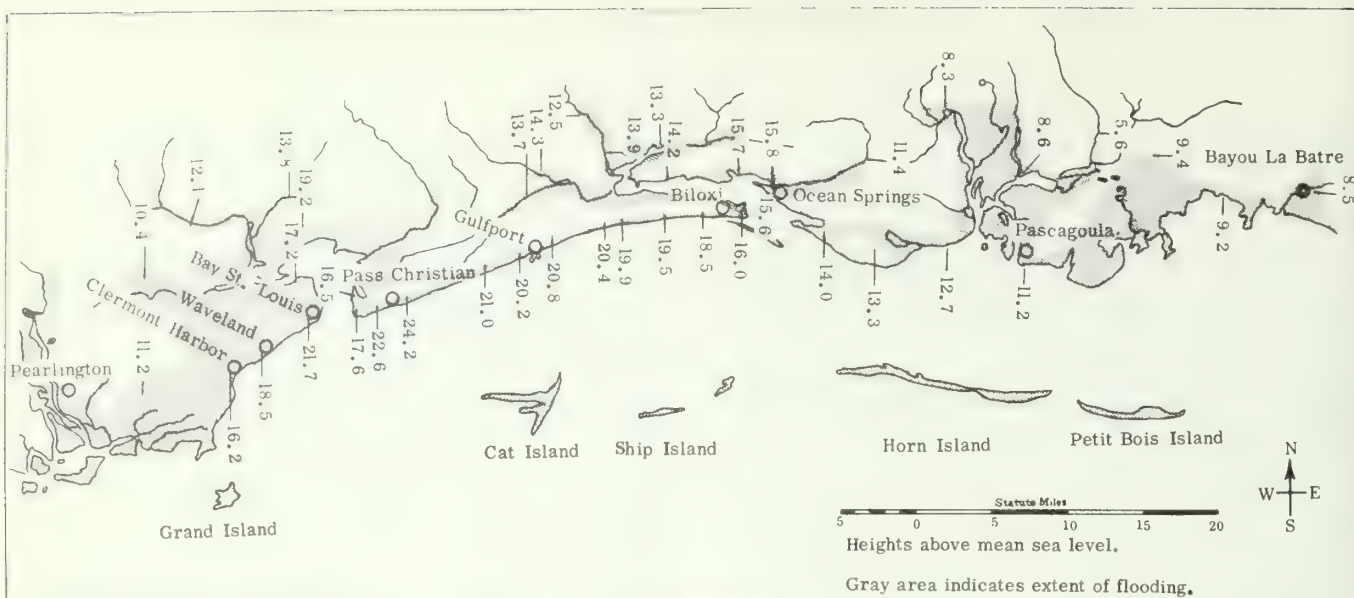 10.4
12.1
13.8
19.2
17.2
16.5
13.7
14.3
12.5
13.9
13.3
14.2
15.7
15.8
11.4
8.3
8.6
5.6
9.4
Bayou La Batre
8.5
9.2
Biloxi
Ocean Springs
15.6
Gulfport
Pascagoula
Bay St. Louis
Pass Christian
Waveland
Clermont Harbor
Pearlington
11.2
16.2
18.5
21.7
17.6
22.6
24.2
21.0
20.2
20.8
20.4
19.9
19.5
18.5
16.0
14.0
13.3
12.7
11.2
Cat Island
Ship Island
Horn Island
Petit Bois Island
Grand Island
N
W E
S
Statute Miles
5 0 5 10 15 20
Heights above mean sea level.
Gray area indicates extent of flooding.